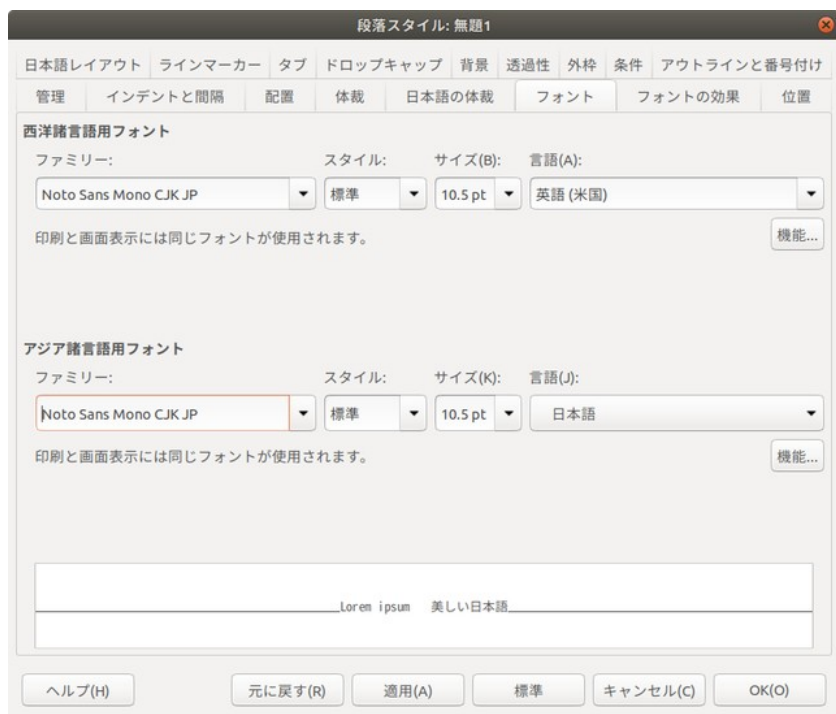 段落スタイル: 無題1
日本語レイアウト ラインマーカー タブ ドロップキャップ 背景 透過性 外枠 条件 アウトラインと番号付け
管理 インデントと間隔 配置 体裁 日本語の体裁 フォント フォントの効果 位置
西洋諸言語用フォント
ファミリー: スタイル: サイズ(B): 言語(A):
Noto Sans Mono CJK JP 標準 10.5 pt 英語 (米国)
印刷と画面表示には同じフォントが使用されます。 機能...
アジア諸言語用フォント
ファミリー: スタイル: サイズ(K): 言語(J):
Noto Sans Mono CJK JP 標準 10.5 pt 日本語
印刷と画面表示には同じフォントが使用されます。 機能...
Lorem ipsum 美しい日本語
ヘルプ(H) 元に戻す(R) 適用(A) 標準 キャンセル(C) OK(O)